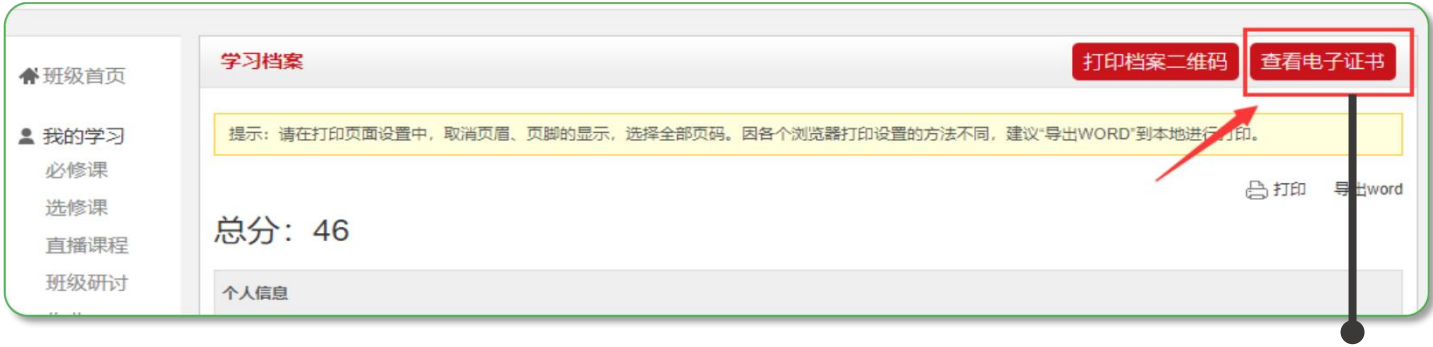 班级首页
学习档案
打印档案二维码
查看电子证书
我的学习
提示：请在打印页面设置中，取消页眉、页脚的显示，选择全部页码。因各个浏览器打印设置的方法不同，建议“导出WORD”到本地进行打印。
必修课
打印
导出word
选修课
总分：46
直播课程
班级研讨
个人信息